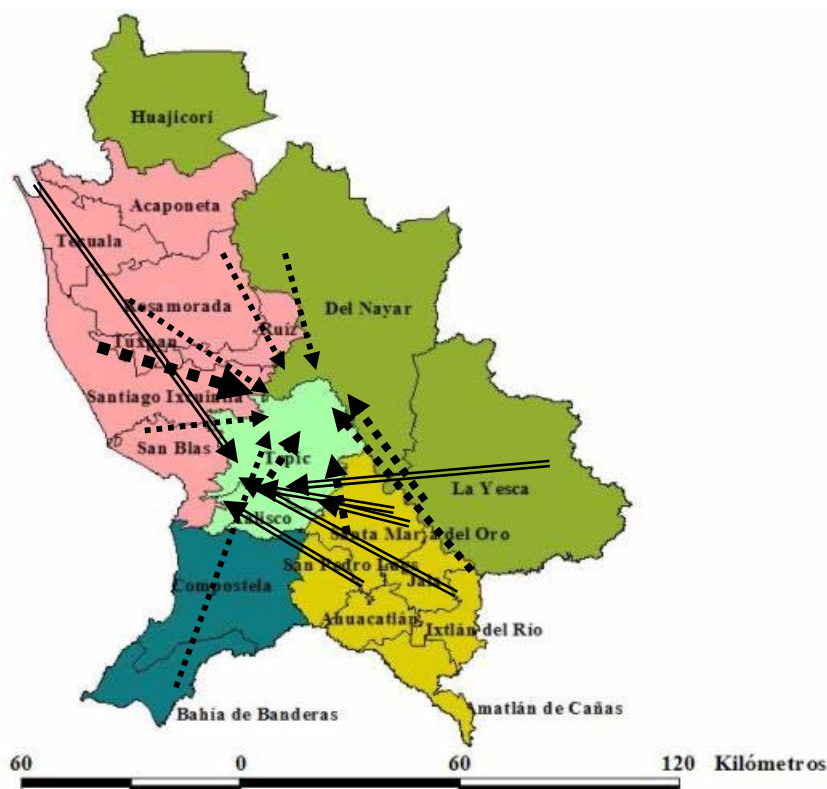 Huajicori
Acaponeta
Tecuala
Rosamorada
Del Nayar
Ruíz
Tuxpan
Santiago Ixcuintla
San Blas
Tepic
La Yesca
Xalisco
Santa María del Oro
San Pedro Lags
Jala
Compostela
Ahuacatlán
Ixtlán del Río
Bahía de Banderas
Amatlán de Cañas
60 0 60 120 Kilómetros